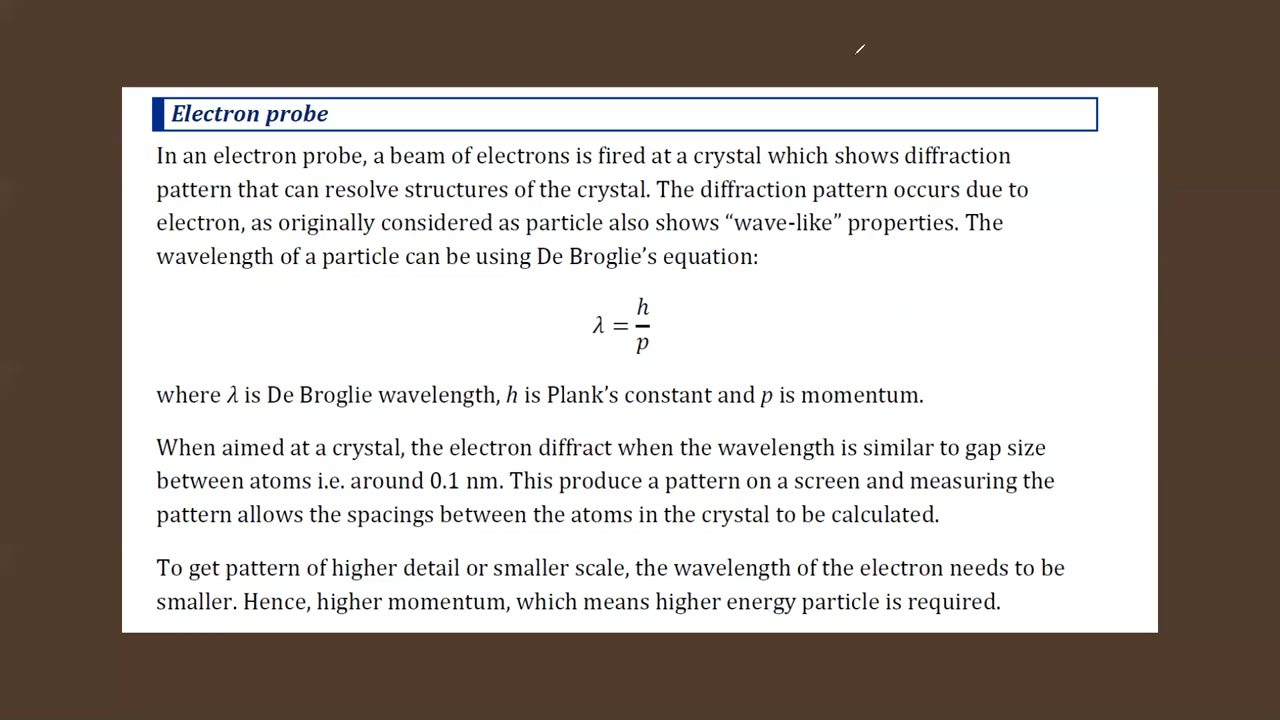 Electron probe
In an electron probe, a beam of electrons is fired at a crystal which shows diffraction
pattern that can resolve structures of the crystal. The diffraction pattern occurs due to
electron, as originally considered as particle also shows “wave-like” properties. The
wavelength of a particle can be using De Broglie’s equation:
λ = h/p
where λ is De Broglie wavelength, h is Plank’s constant and p is momentum.
When aimed at a crystal, the electron diffract when the wavelength is similar to gap size
between atoms i.e. around 0.1 nm. This produce a pattern on a screen and measuring the
pattern allows the spacings between the atoms in the crystal to be calculated.
To get pattern of higher detail or smaller scale, the wavelength of the electron needs to be
smaller. Hence, higher momentum, which means higher energy particle is required.